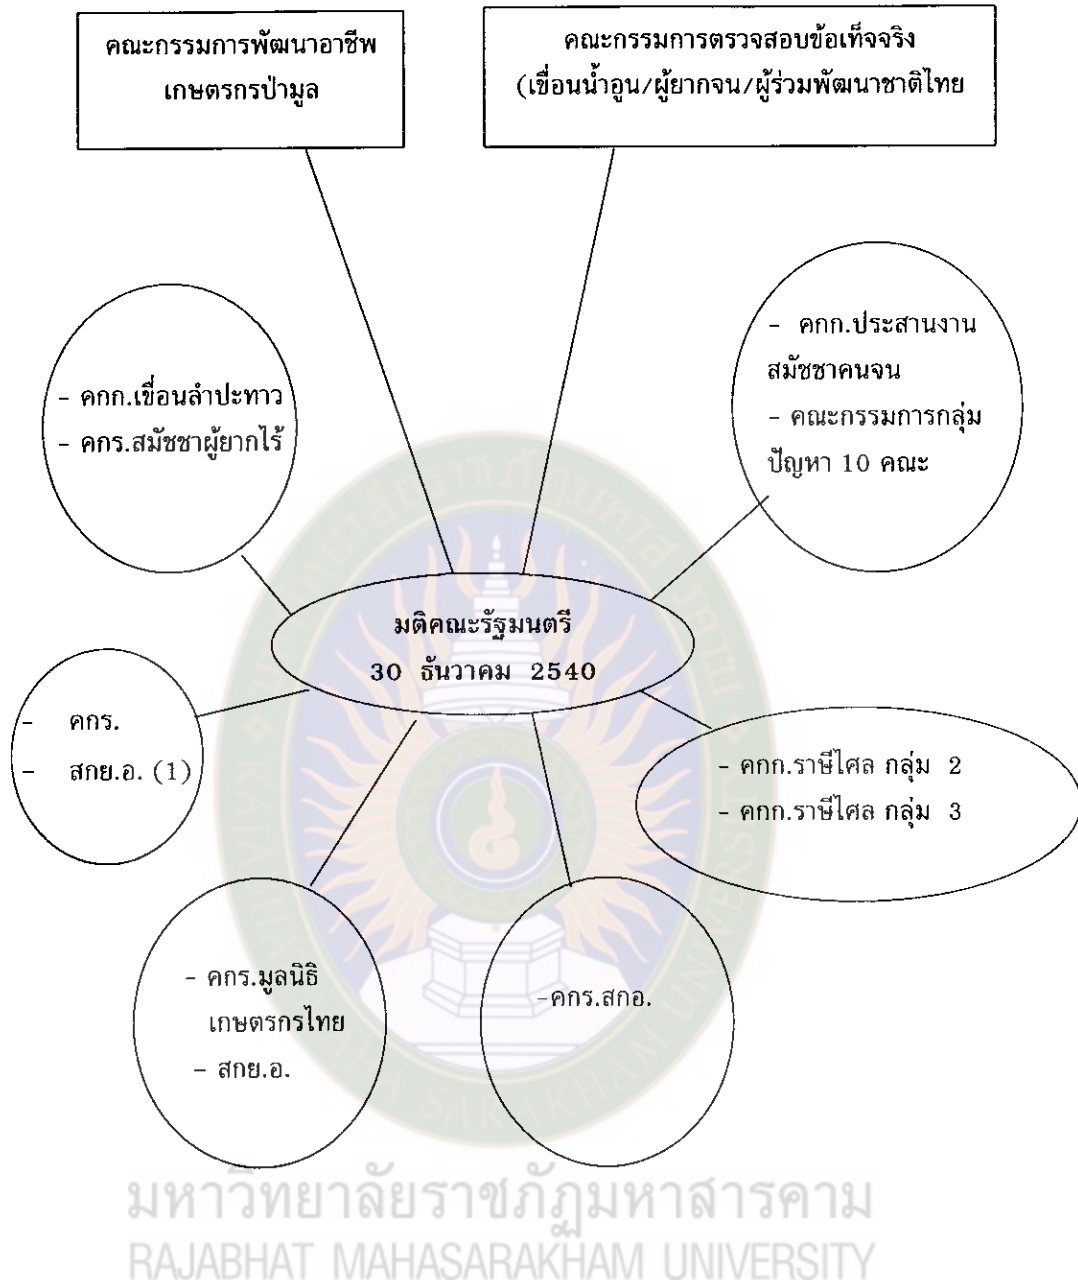 คณะกรรมการพัฒนาอาชีพ
เกษตรกรป่ามูล
คณะกรรมการตรวจสอบข้อเท็จจริง
(เขื่อนน้ำอูน/ผู้ยากจน/ผู้ร่วมพัฒนาชาติไทย
- คกก.เขื่อนลำปะทาว
- คกร.สมัชชาผู้ยากไร้
- คกก.ประสานงาน
สมัชชาคนจน
- คณะกรรมการกลุ่ม
ปัญหา 10 คณะ
มติคณะรัฐมนตรี
30 ธันวาคม 2540
- คกร.
- สกย.อ. (1)
- คกก.ราษีไศล กลุ่ม 2
- คกก.ราษีไศล กลุ่ม 3
- คกร.มูลนิธิ
เกษตรกรไทย
- สกย.อ.
-คกร.สกอ.
มหาวิทยาลัยราชภัฏมหาสารคาม
RAJABHAT MAHASARAKHAM UNIVERSITY